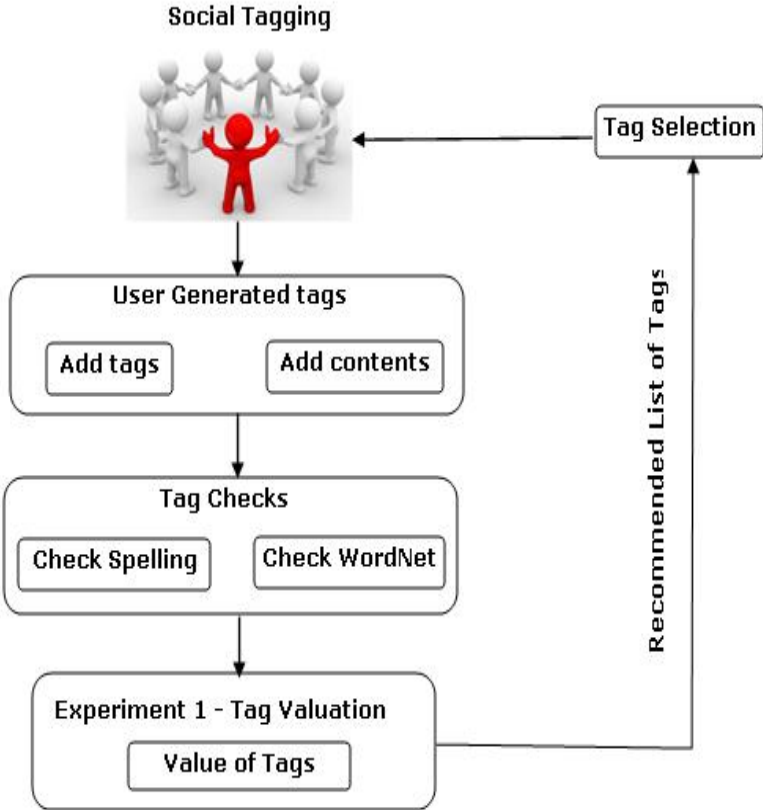 Social Tagging
Tag Selection
User Generated tags
Add tags
Add contents
Tag Checks
Check Spelling
Check WordNet
Experiment 1 - Tag Valuation
Value of Tags
Recommended List of Tags